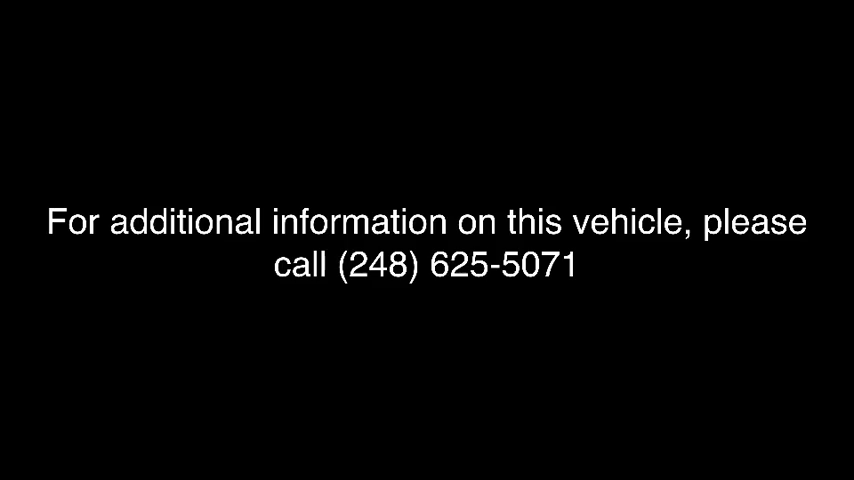 For additional information on this vehicle, please
call (248) 625-5071